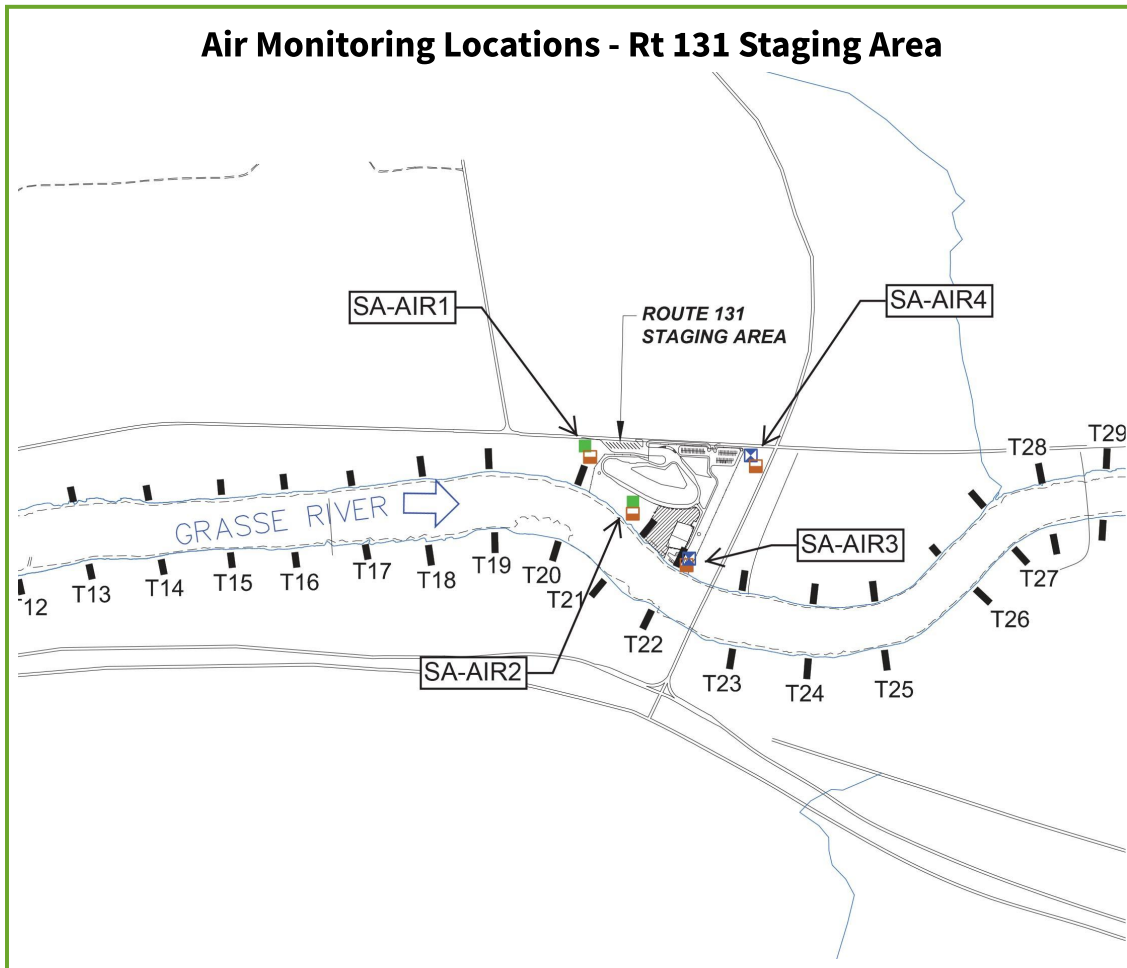 Air Monitoring Locations - Rt 131 Staging Area
SA-AIR1
ROUTE 131
STAGING AREA
SA-AIR4
T28
T29
GRASSE RIVER
SA-AIR3
T12
T13
T14
T15
T16
T17
T18
T19
T20
T21
T22
T23
T24
T25
T26
T27
SA-AIR2